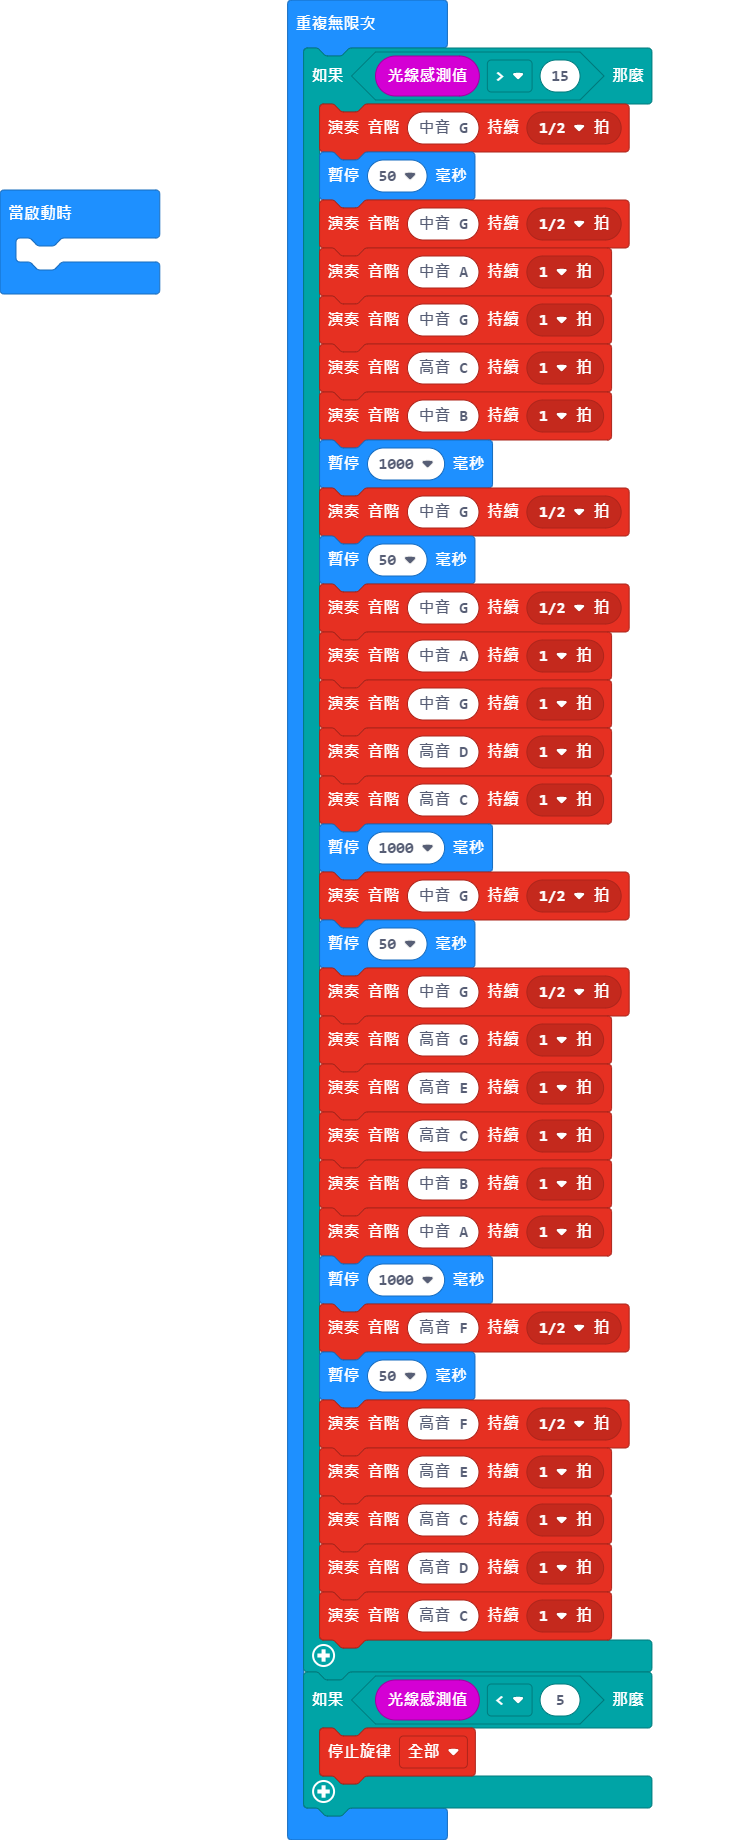 重複無限次
如果 光線感測值 > 15 那麼
演奏 音階 中音 G 持續 1/2 拍
暫停 50 毫秒
當啟動時
演奏 音階 中音 G 持續 1/2 拍
演奏 音階 中音 A 持續 1 拍
演奏 音階 中音 G 持續 1 拍
演奏 音階 高音 C 持續 1 拍
演奏 音階 中音 B 持續 1 拍
暫停 1000 毫秒
演奏 音階 中音 G 持續 1/2 拍
暫停 50 毫秒
演奏 音階 中音 G 持續 1/2 拍
演奏 音階 中音 A 持續 1 拍
演奏 音階 中音 G 持續 1 拍
演奏 音階 高音 D 持續 1 拍
演奏 音階 高音 C 持續 1 拍
暫停 1000 毫秒
演奏 音階 中音 G 持續 1/2 拍
暫停 50 毫秒
演奏 音階 中音 G 持續 1/2 拍
演奏 音階 高音 G 持續 1 拍
演奏 音階 高音 E 持續 1 拍
演奏 音階 高音 C 持續 1 拍
演奏 音階 中音 B 持續 1 拍
演奏 音階 中音 A 持續 1 拍
暫停 1000 毫秒
演奏 音階 高音 F 持續 1/2 拍
暫停 50 毫秒
演奏 音階 高音 F 持續 1/2 拍
演奏 音階 高音 E 持續 1 拍
演奏 音階 高音 C 持續 1 拍
演奏 音階 高音 D 持續 1 拍
演奏 音階 高音 C 持續 1 拍
如果 光線感測值 < 5 那麼
停止旋律 全部